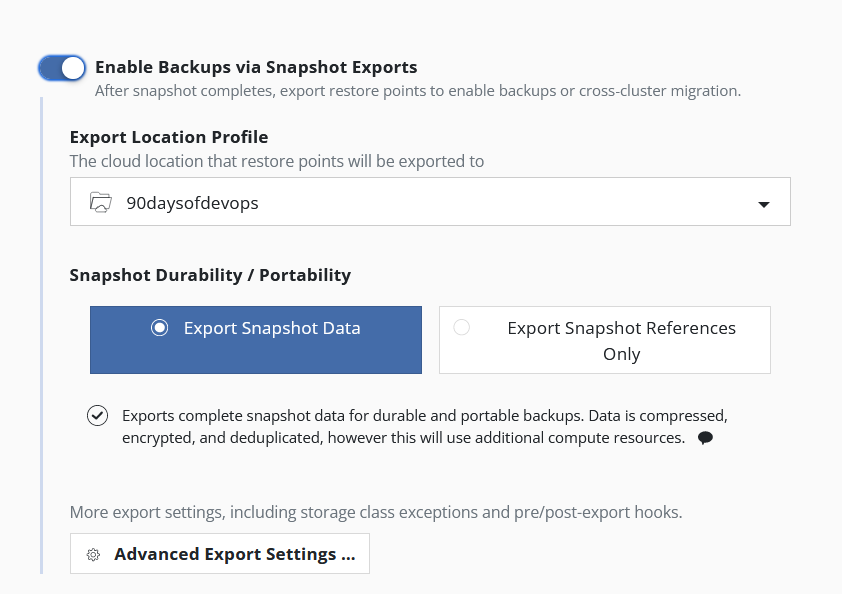 Enable Backups via Snapshot Exports
After snapshot completes, export restore points to enable backups or cross-cluster migration.
Export Location Profile
The cloud location that restore points will be exported to
90daysofdevops
Snapshot Durability / Portability
Export Snapshot Data
Export Snapshot References
Only
Exports complete snapshot data for durable and portable backups. Data is compressed,
encrypted, and deduplicated, however this will use additional compute resources.
More export settings, including storage class exceptions and pre/post-export hooks.
Advanced Export Settings ...